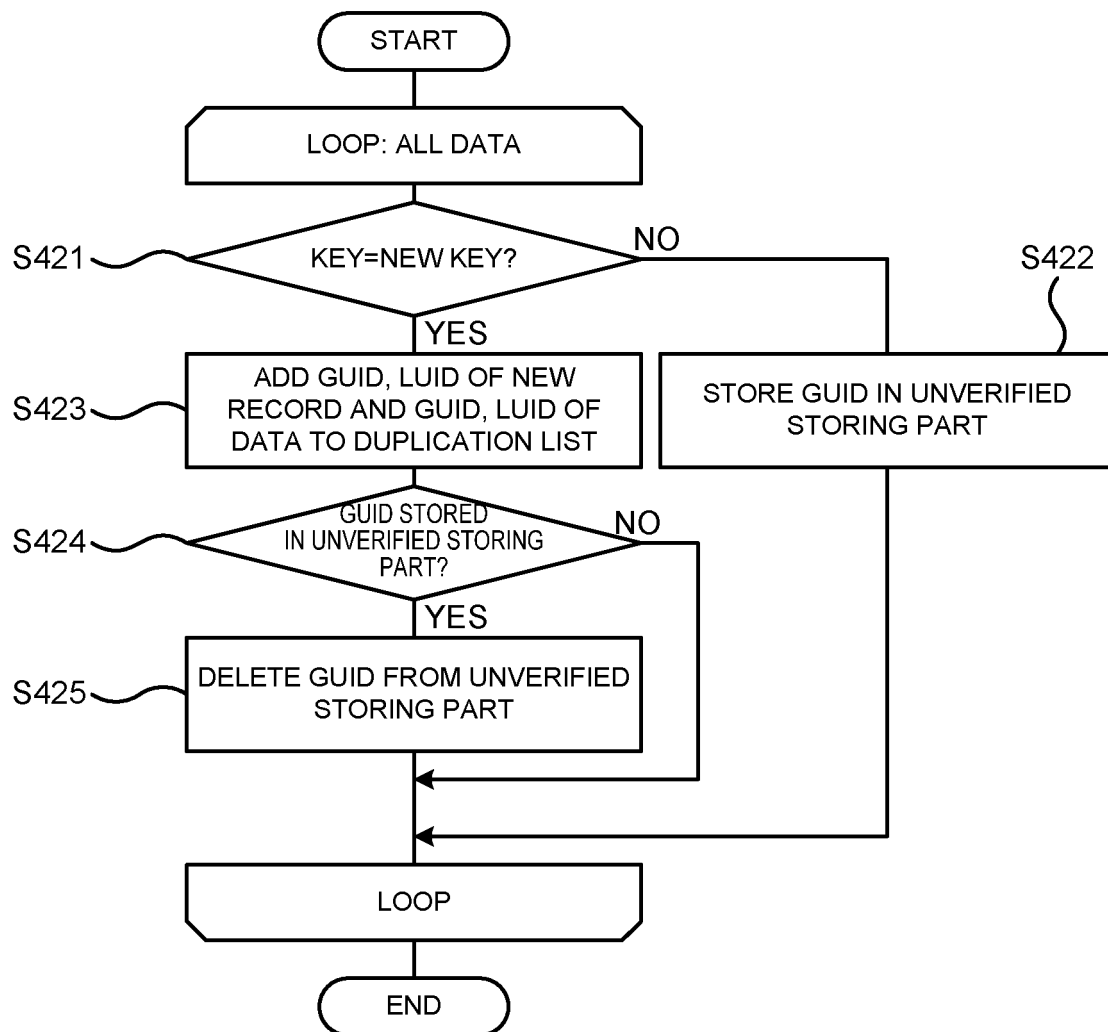 START
LOOP: ALL DATA
S421
KEY=NEW KEY?
NO
S422
YES
S423
ADD GUID, LUID OF NEW
RECORD AND GUID, LUID OF
DATA TO DUPLICATION LIST
STORE GUID IN UNVERIFIED
STORING PART
S424
GUID STORED
IN UNVERIFIED STORING
PART?
NO
YES
S425
DELETE GUID FROM UNVERIFIED
STORING PART
LOOP
END